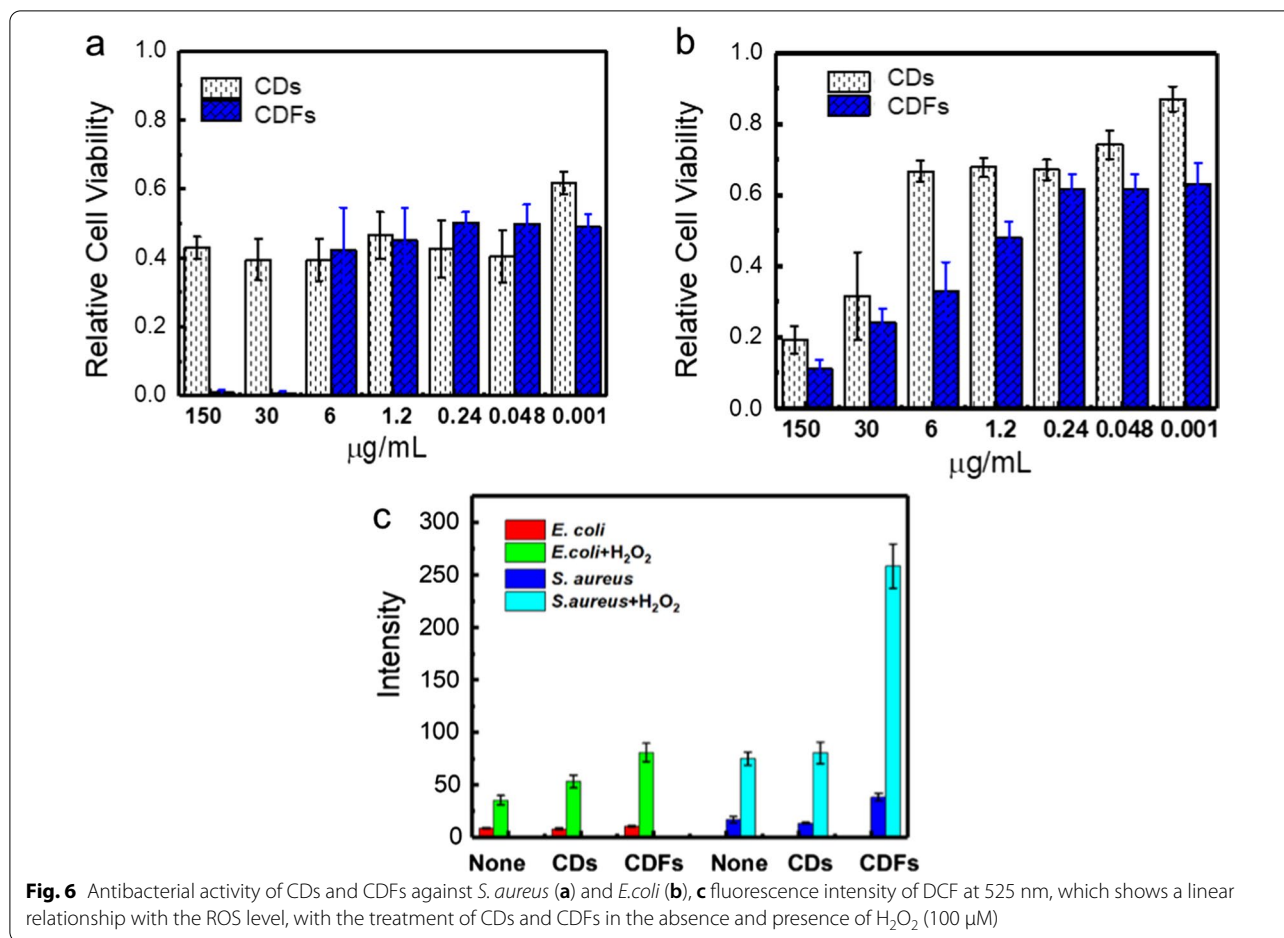 a
1.0
0.8
0.6
0.4
0.2
0.0
Relative Cell Viability
CDs
CDFs
150 30 6 1.2 0.24 0.048 0.001
μg/mL
b
1.0
0.8
0.6
0.4
0.2
0.0
Relative Cell Viability
CDs
CDFs
150 30 6 1.2 0.24 0.048 0.001
μg/mL
c
300
250
200
150
100
50
0
Intensity
E. coli
E.coli+H₂O₂
S. aureus
S.aureus+H₂O₂
None CDs CDFs None CDs CDFs
Fig. 6 Antibacterial activity of CDs and CDFs against S. aureus (a) and E.coli (b), c fluorescence intensity of DCF at 525 nm, which shows a linear
relationship with the ROS level, with the treatment of CDs and CDFs in the absence and presence of H₂O₂ (100 μM)